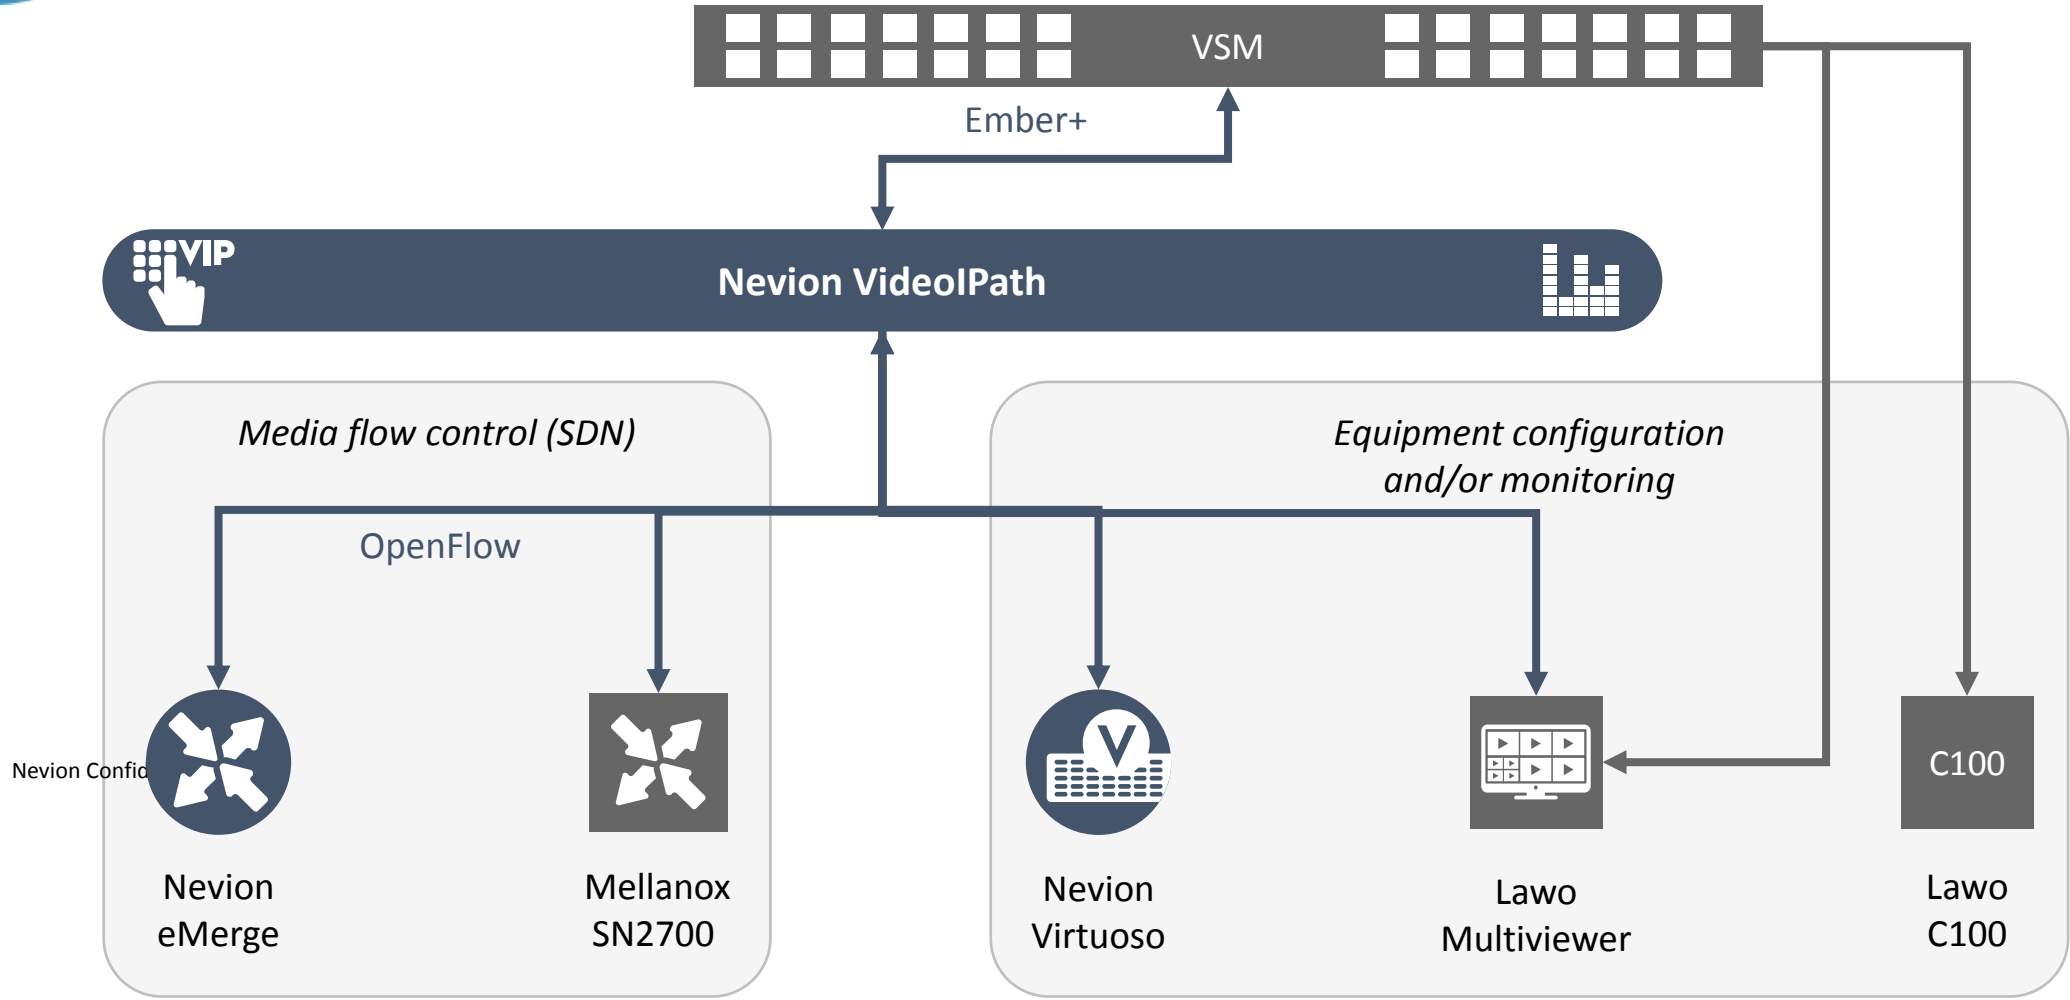 VSM
Ember+
VIP
Nevion VideoIPath
Media flow control (SDN)
Equipment configuration
and/or monitoring
OpenFlow
V
C100
Nevion
Nevion
eMerge
Mellanox
SN2700
Nevion
Virtuoso
Lawo
Multiviewer
Lawo
C100